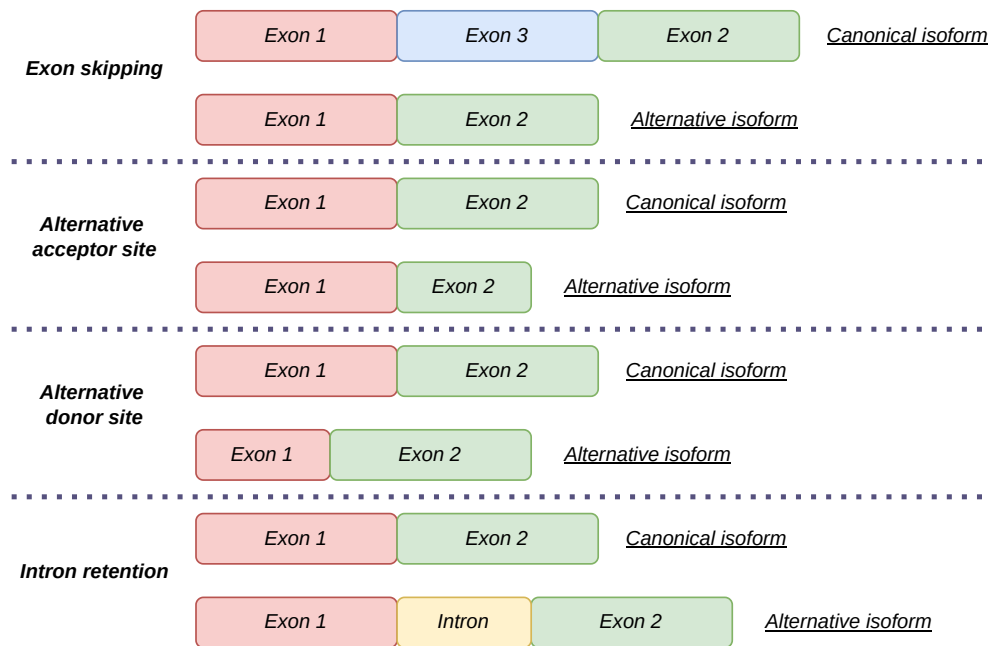 Exon 1 Exon 3 Exon 2 Canonical isoform
Exon skipping
Exon 1 Exon 2 Alternative isoform
Exon 1 Exon 2 Canonical isoform
Alternative
acceptor site
Exon 1 Exon 2 Alternative isoform
Exon 1 Exon 2 Canonical isoform
Alternative
donor site
Exon 1 Exon 2 Alternative isoform
Exon 1 Exon 2 Canonical isoform
Intron retention
Exon 1 Intron Exon 2 Alternative isoform